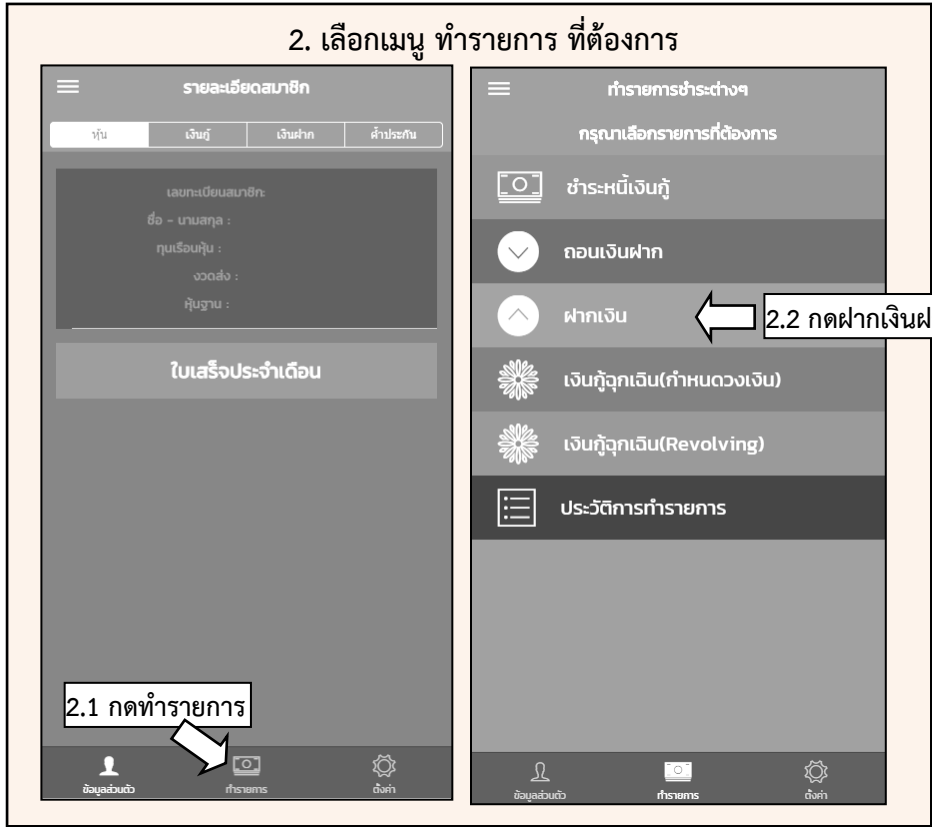 2. เลือกเมนู ทำรายการ ที่ต้องการ
รายละเอียดสมาชิก
หุ้น เงินกู้ เงินฝาก ค้ำประกัน
เลขทะเบียนสมาชิก:
ชื่อ - นามสกุล :
ทุนเรือนหุ้น :
งวดส่ง :
หุ้นฐาน :
ใบเสร็จประจำเดือน
2.1 กดทำรายการ
ข้อมูลส่วนตัว ทำรายการ ตั้งค่า
ทำรายการชำระต่างๆ
กรุณาเลือกรายการที่ต้องการ
ชำระหนี้เงินกู้
ถอนเงินฝาก
ฝากเงิน
2.2 กดฝากเงินฝ
เงินกู้ฉุกเฉิน(กำหนดวงเงิน)
เงินกู้ฉุกเฉิน(Revolving)
ประวัติการทำรายการ
ข้อมูลส่วนตัว ทำรายการ ตั้งค่า